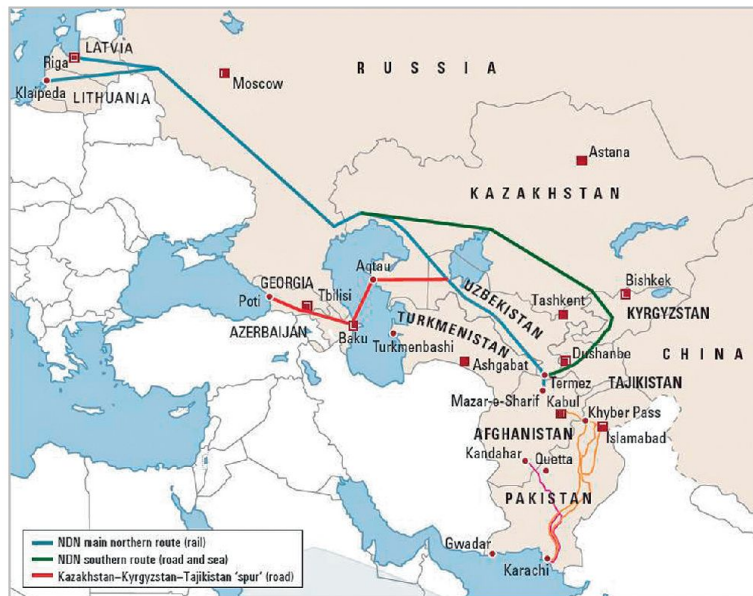 LATVIA
Riga
Klaipeda
LITHUANIA
Moscow
RUSSIA
Astana
KAZAKHSTAN
Aqtau
GEORGIA
Tbilisi
Poti
AZERBAIJAN
Baku
UZBEKISTAN
Tashkent
Bishkek
KYRGYZSTAN
TURKMENISTAN
Turkmenbashi
Ashgabat
Dushanbe
CHINA
Termez
TAJIKISTAN
Mazar-e-Sharif
Kabul
Khyber Pass
AFGHANISTAN
Islamabad
Kandahar
Quetta
PAKISTAN
Gwadar
Karachi
NDN main northern route (rail)
NDN southern route (road and sea)
Kazakhstan–Kyrgyzstan–Tajikistan 'spur' (road)